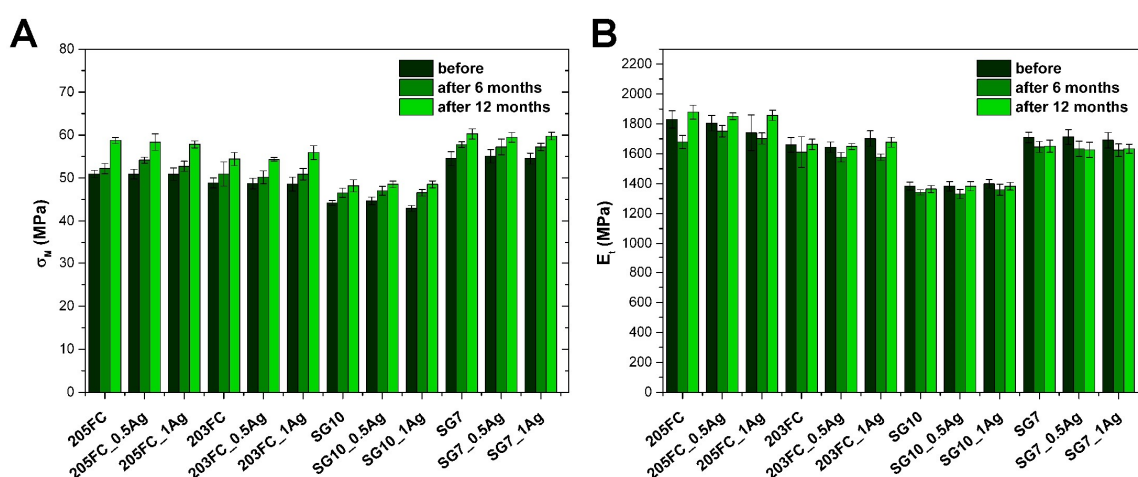 A
80
70
60
50
40
30
20
10
0
σN (MPa)
before
after 6 months
after 12 months
205FC
205FC_0.5Ag
205FC_1Ag
203FC
203FC_0.5Ag
203FC_1Ag
SG10
SG10_0.5Ag
SG10_1Ag
SG7
SG7_0.5Ag
SG7_1Ag
B
2200
2000
1800
1600
1400
1200
1000
800
600
400
200
0
Et (MPa)
before
after 6 months
after 12 months
205FC
205FC_0.5Ag
205FC_1Ag
203FC
203FC_0.5Ag
203FC_1Ag
SG10
SG10_0.5Ag
SG10_1Ag
SG7
SG7_0.5Ag
SG7_1Ag